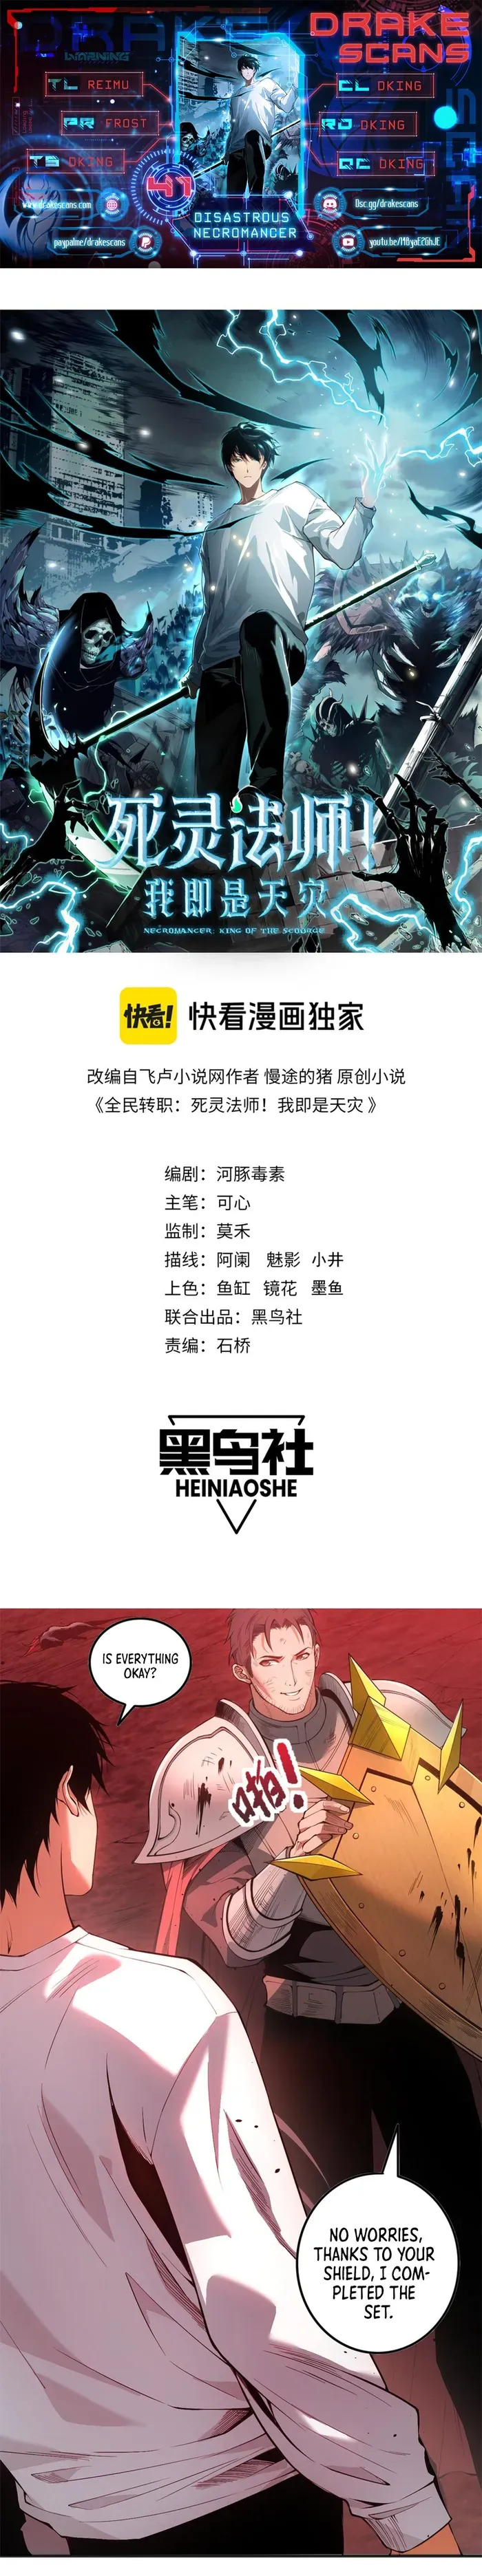 DRAKE
SCANS
WARNING
TL REIMU
CL DKING
PR FROST
RD DKING
TS DKING
QC DKING
41
DISASTROUS
NECROMANCER
www.drakescans.com
Dsc.gg/drakescans
paypalme/drakescans
死灵法师!
我即是天灾
NECROMANCER: KING OF THE SCOURGE
快看!
快看漫画独家
改编自飞卢小说网作者 慢途的猪 原创小说
《全民转职：死灵法师！我即是天灾 》
编剧：河豚毒素
主笔：可心
监制：莫禾
描线：阿阑 魅影 小井
上色：鱼缸 镜花 墨鱼
联合出品：黑鸟社
责编：石桥
黑鸟社
HEINIAOSHE
IS EVERYTHING
OKAY?
啪!
NO WORRIES,
THANKS TO YOUR
SHIELD, I COM-
PLETED THE
SET.